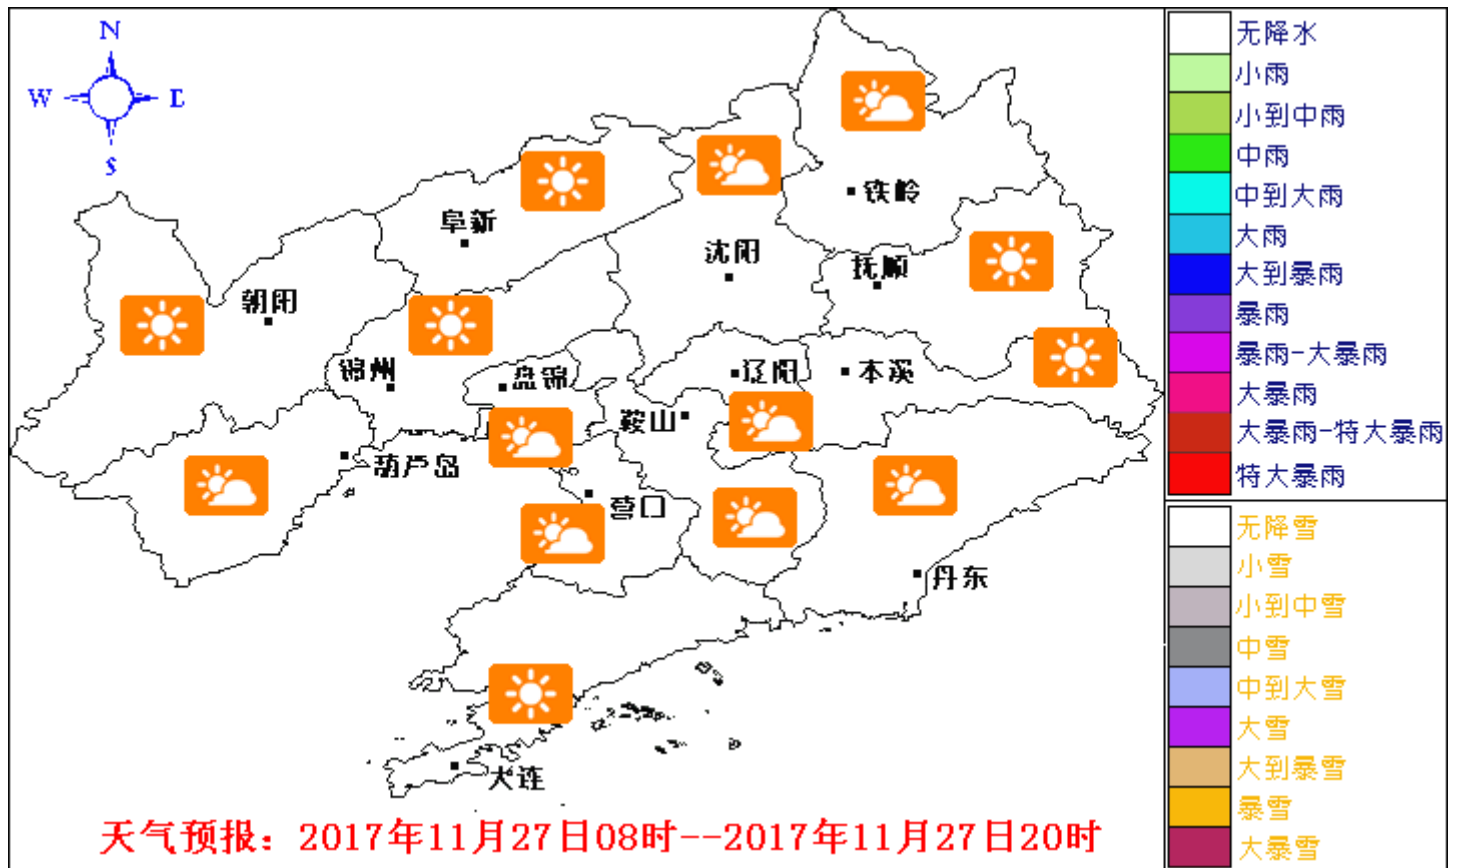 N
W E
S
铁岭
阜新
沈阳
抚顺
朝阳
锦州
盘锦
辽阳
本溪
鞍山
葫芦岛
营口
丹东
大连
天气预报：2017年11月27日08时--2017年11月27日20时
无降水
小雨
小到中雨
中雨
中到大雨
大雨
大到暴雨
暴雨
暴雨-大暴雨
大暴雨
大暴雨-特大暴雨
特大暴雨
无降雪
小雪
小到中雪
中雪
中到大雪
大雪
大到暴雪
暴雪
大暴雪